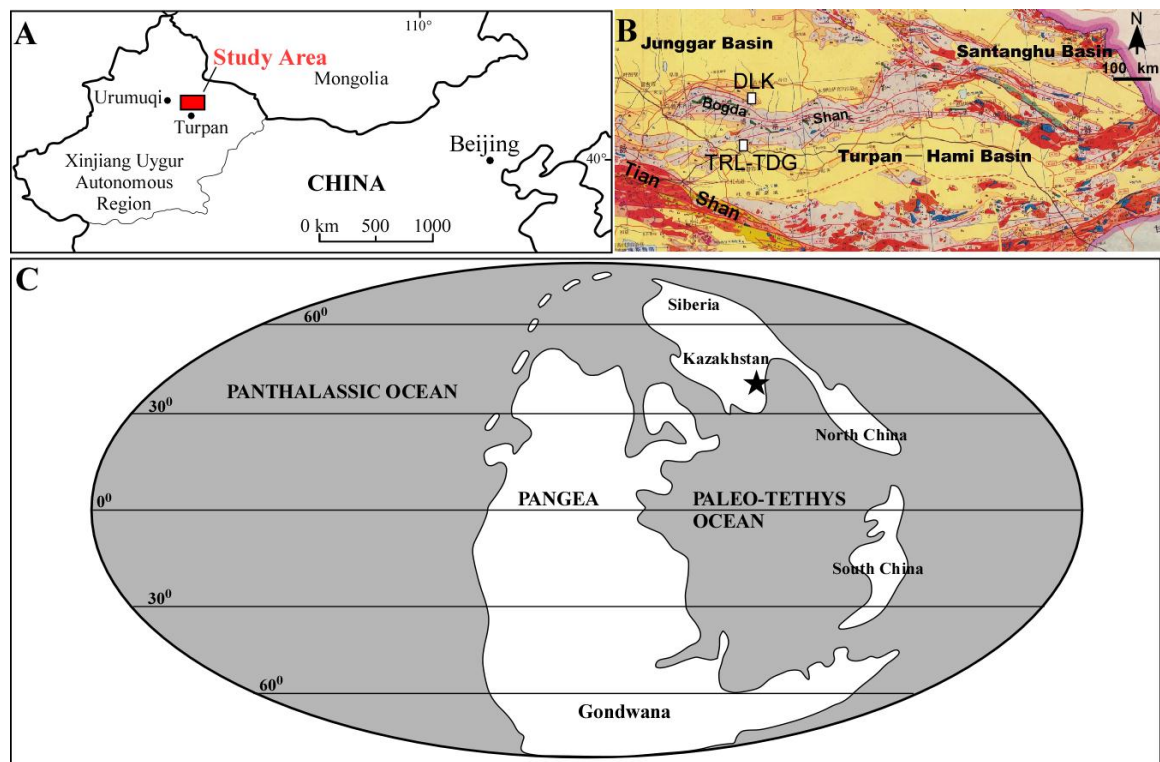 A
110°
Study Area
Mongolia
Urumuqi
Turpan
Beijing
40°
Xinjiang Uygur
Autonomous
Region
CHINA
0 km 500 1000
B
Junggar Basin
Santanghu Basin
N
100 km
DLK
Bogda
Shan
TRL-TDG
Turpan — Hami Basin
Tian
Shan
C
60⁰
Siberia
Kazakhstan
PANTHALASSIC OCEAN
30⁰
North China
0⁰
PANGEA
PALEO-TETHYS
OCEAN
South China
30⁰
60⁰
Gondwana